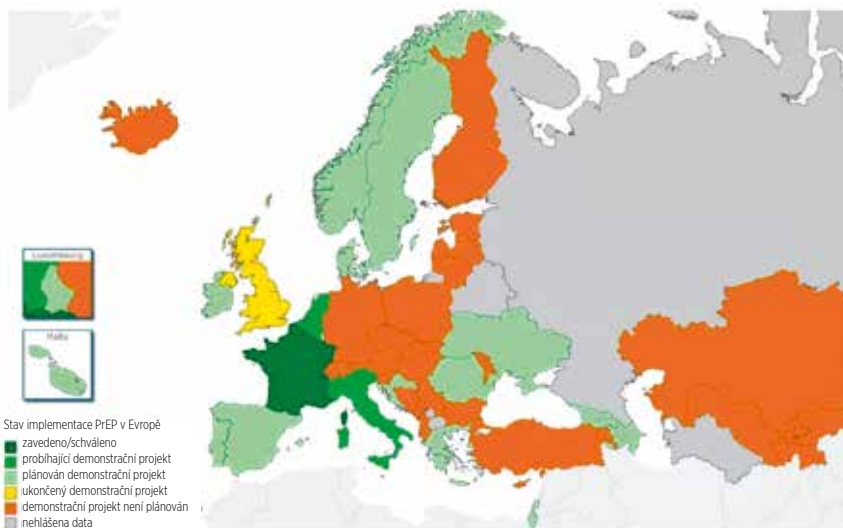 Luxembourg
Malta
Stav implementace PrEP v Evropě
zavedeno/schváleno
probíhající demonstrační projekt
plánován demonstrační projekt
ukončený demonstrační projekt
demonstrační projekt není plánován
nehlášena data